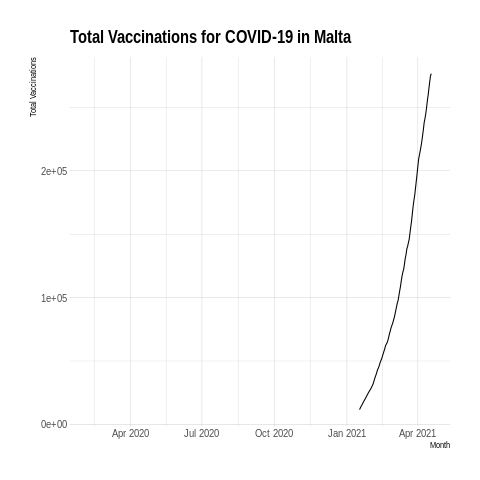 Total Vaccinations for COVID-19 in Malta
Total Vaccinations
2e+05
1e+05
0e+00
Apr 2020 Jul 2020 Oct 2020 Jan 2021 Apr 2021
Month